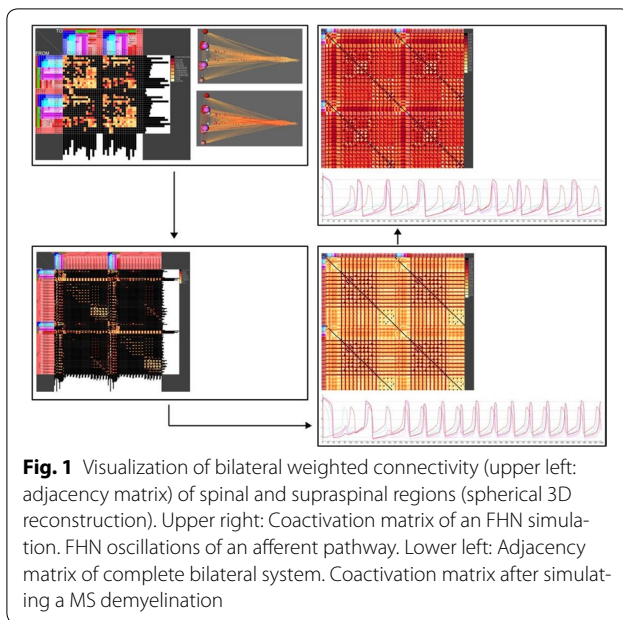 TO
FROM
Fig. 1 Visualization of bilateral weighted connectivity (upper left:
adjacency matrix) of spinal and supraspinal regions (spherical 3D
reconstruction). Upper right: Coactivation matrix of an FHN simula-
tion. FHN oscillations of an afferent pathway. Lower left: Adjacency
matrix of complete bilateral system. Coactivation matrix after simulat-
ing a MS demyelination